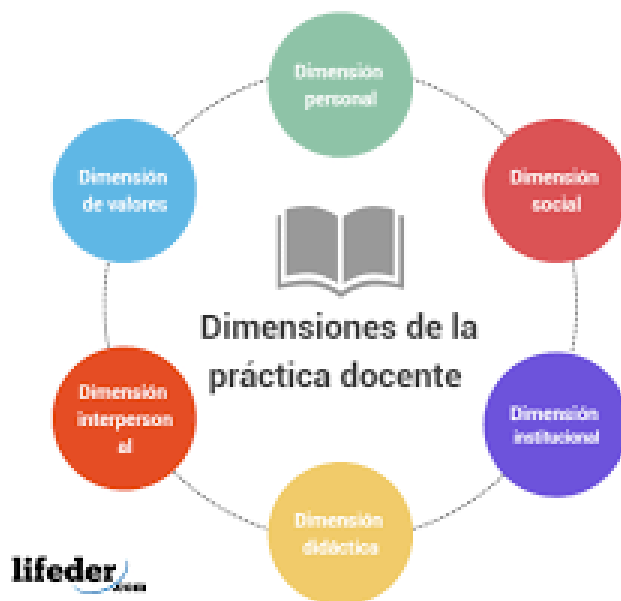 Dimensión
personal
Dimensión
de valores
Dimensión
social
Dimensiones de la
práctica docente
Dimensión
interperson
al
Dimensión
institucional
Dimensión
didáctica
lifeder
.com